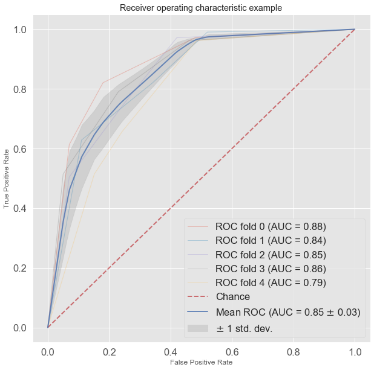 Receiver operating characteristic example
True Positive Rate
1.0
0.8
0.6
0.4
0.2
0.0
ROC fold 0 (AUC = 0.88)
ROC fold 1 (AUC = 0.84)
ROC fold 2 (AUC = 0.85)
ROC fold 3 (AUC = 0.86)
ROC fold 4 (AUC = 0.79)
Chance
Mean ROC (AUC = 0.85 ± 0.03)
± 1 std. dev.
0.0 0.2 0.4 0.6 0.8 1.0
False Positive Rate